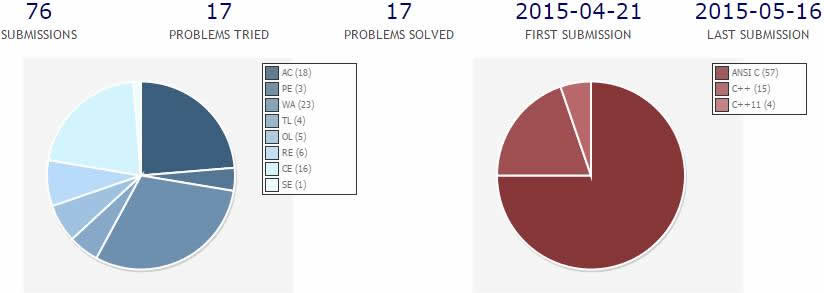 76 17 17 2015-04-21 2015-05-16
SUBMISSIONS PROBLEMS TRIED PROBLEMS SOLVED FIRST SUBMISSION LAST SUBMISSION
AC (18)
PE (3)
WA (23)
TL (4)
OL (5)
RE (6)
CE (16)
SE (1)
ANSI C (57)
C++ (15)
C++11 (4)